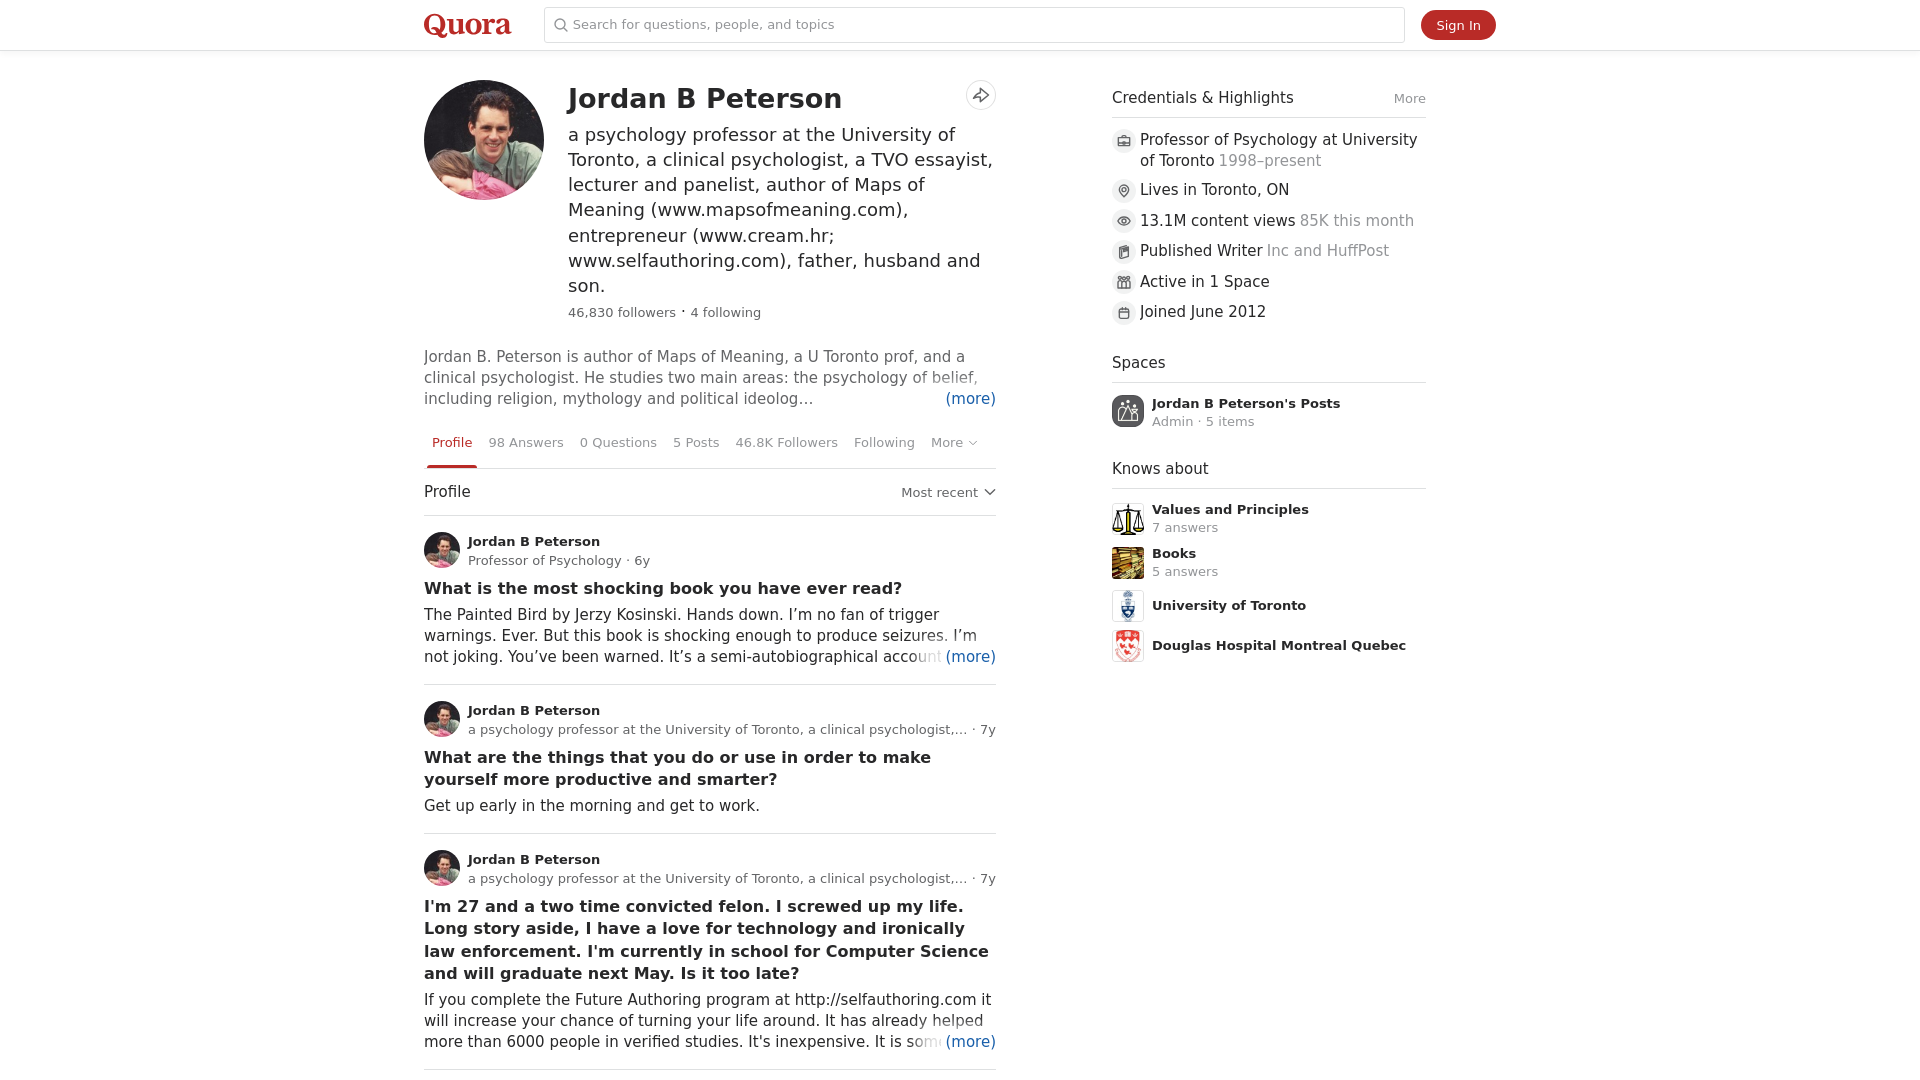 Quora
Search for questions, people, and topics
Sign In
Jordan B Peterson
a psychology professor at the University of
Toronto, a clinical psychologist, a TVO essayist,
lecturer and panelist, author of Maps of
Meaning (www.mapsofmeaning.com),
entrepreneur (www.cream.hr;
www.selfauthoring.com), father, husband and
son.
46,830 followers · 4 following
Jordan B. Peterson is author of Maps of Meaning, a U Toronto prof, and a
clinical psychologist. He studies two main areas: the psychology of belief,
including religion, mythology and political ideolog… (more)
Profile 98 Answers 0 Questions 5 Posts 46.8K Followers Following More
Profile Most recent
Jordan B Peterson
Professor of Psychology · 6y
What is the most shocking book you have ever read?
The Painted Bird by Jerzy Kosinski. Hands down. I’m no fan of trigger
warnings. Ever. But this book is shocking enough to produce seizures. I’m
not joking. You’ve been warned. It’s a semi-autobiographical account (more)
Jordan B Peterson
a psychology professor at the University of Toronto, a clinical psychologist,… · 7y
What are the things that you do or use in order to make
yourself more productive and smarter?
Get up early in the morning and get to work.
Jordan B Peterson
a psychology professor at the University of Toronto, a clinical psychologist,… · 7y
I'm 27 and a two time convicted felon. I screwed up my life.
Long story aside, I have a love for technology and ironically
law enforcement. I'm currently in school for Computer Science
and will graduate next May. Is it too late?
If you complete the Future Authoring program at http://selfauthoring.com it
will increase your chance of turning your life around. It has already helped
more than 6000 people in verified studies. It's inexpensive. It is (more)
Credentials & Highlights More
Professor of Psychology at University
of Toronto 1998–present
Lives in Toronto, ON
13.1M content views 85K this month
Published Writer Inc and HuffPost
Active in 1 Space
Joined June 2012
Spaces
Jordan B Peterson's Posts
Admin · 5 items
Knows about
Values and Principles
7 answers
Books
5 answers
University of Toronto
Douglas Hospital Montreal Quebec